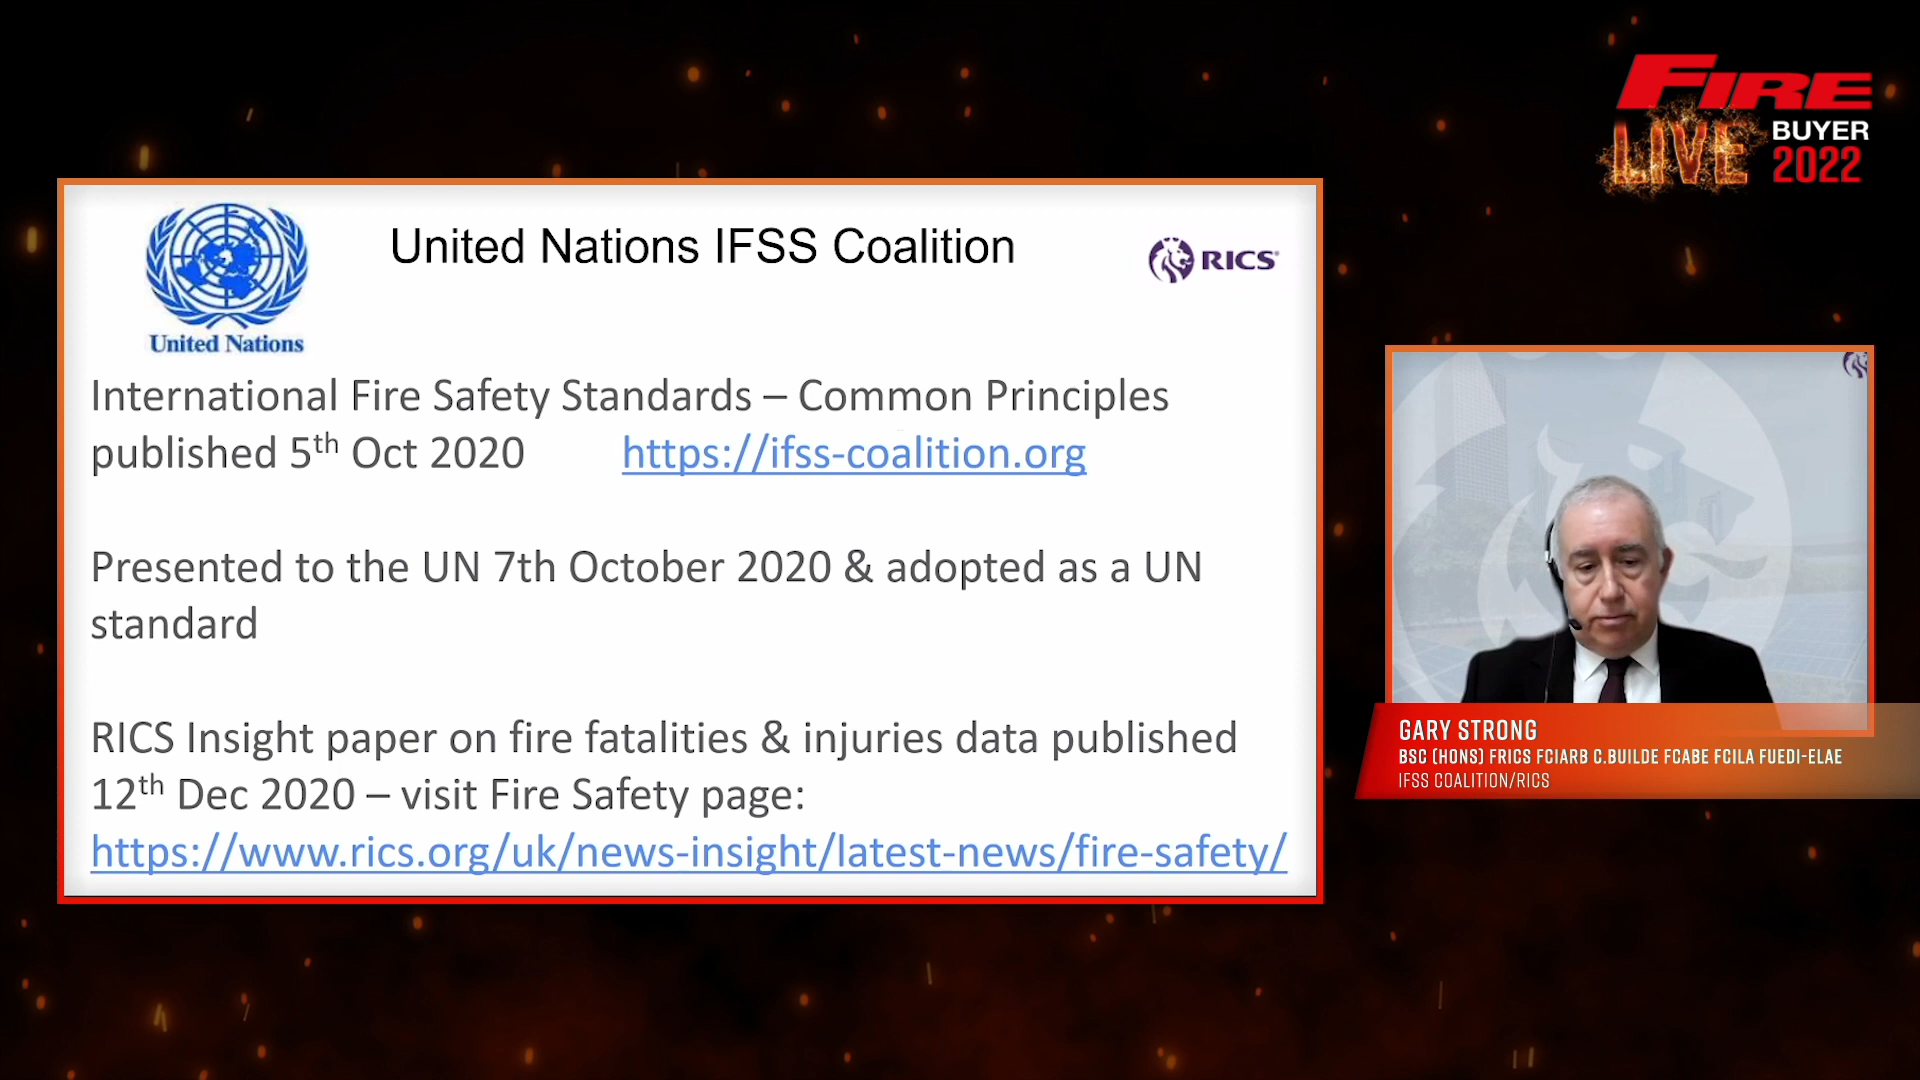 FIRE
LIVE
BUYER
2022
United Nations IFSS Coalition
RICS
United Nations
International Fire Safety Standards – Common Principles
published 5th Oct 2020 https://ifss-coalition.org
Presented to the UN 7th October 2020 & adopted as a UN
standard
RICS Insight paper on fire fatalities & injuries data published
12th Dec 2020 – visit Fire Safety page:
https://www.rics.org/uk/news-insight/latest-news/fire-safety/
GARY STRONG
BSC (HONS) FRICS FCIARB C.BUILDE FCABE FCILA FUEDI-ELAE
IFSS COALITION/RICS